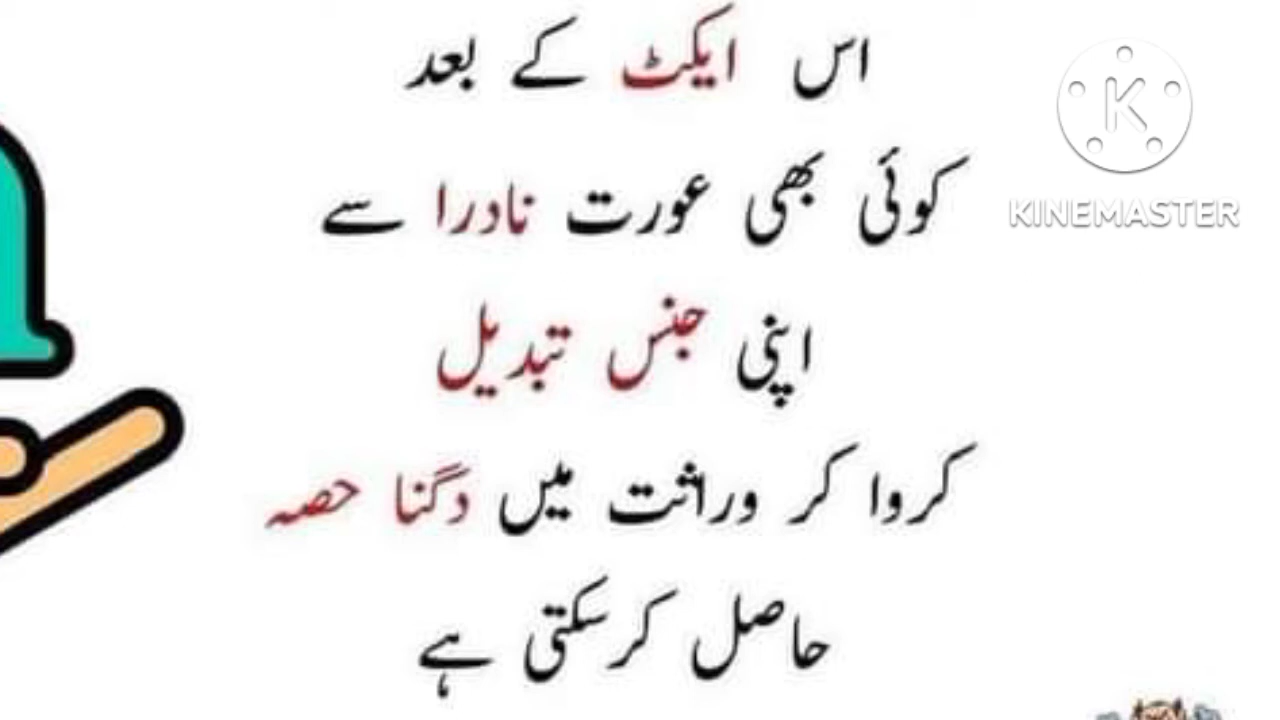 اس ایکٹ کے بعد
کوئی بھی عورت نادرا سے
اپنی جنس تبدیل
کروا کر وراثت میں دگنا حصہ
حاصل کرسکتی ہے
K
KINEMASTER